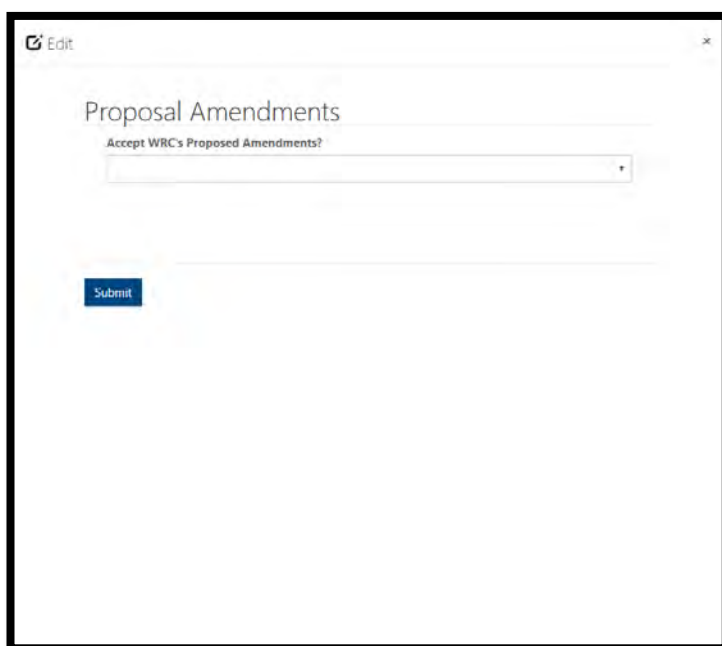 Edit
×
Proposal Amendments
Accept WRC's Proposed Amendments?
Submit